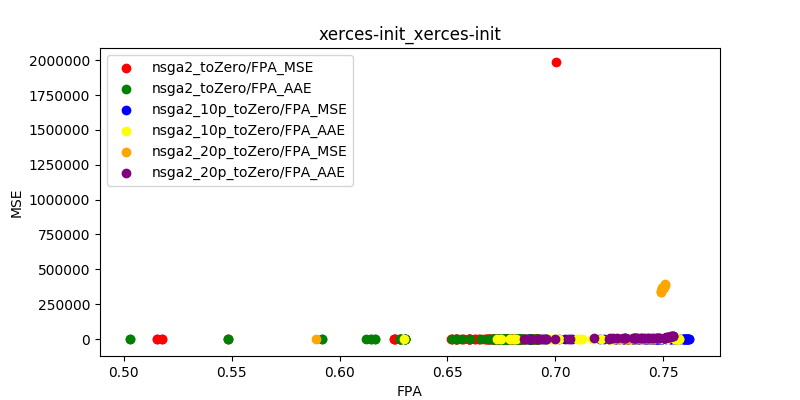 xerces-init_xerces-init
nsga2_toZero/FPA_MSE
nsga2_toZero/FPA_AAE
nsga2_10p_toZero/FPA_MSE
nsga2_10p_toZero/FPA_AAE
nsga2_20p_toZero/FPA_MSE
nsga2_20p_toZero/FPA_AAE
MSE
2000000
1750000
1500000
1250000
1000000
750000
500000
250000
0
0.50 0.55 0.60 0.65 0.70 0.75
FPA